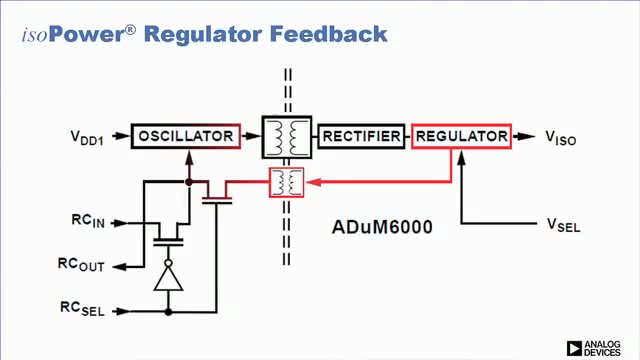 isoPower® Regulator Feedback
VDD1
OSCILLATOR
RECTIFIER
REGULATOR
VISO
RCIN
ADuM6000
VSEL
RCOUT
RCSEL
ANALOG
DEVICES